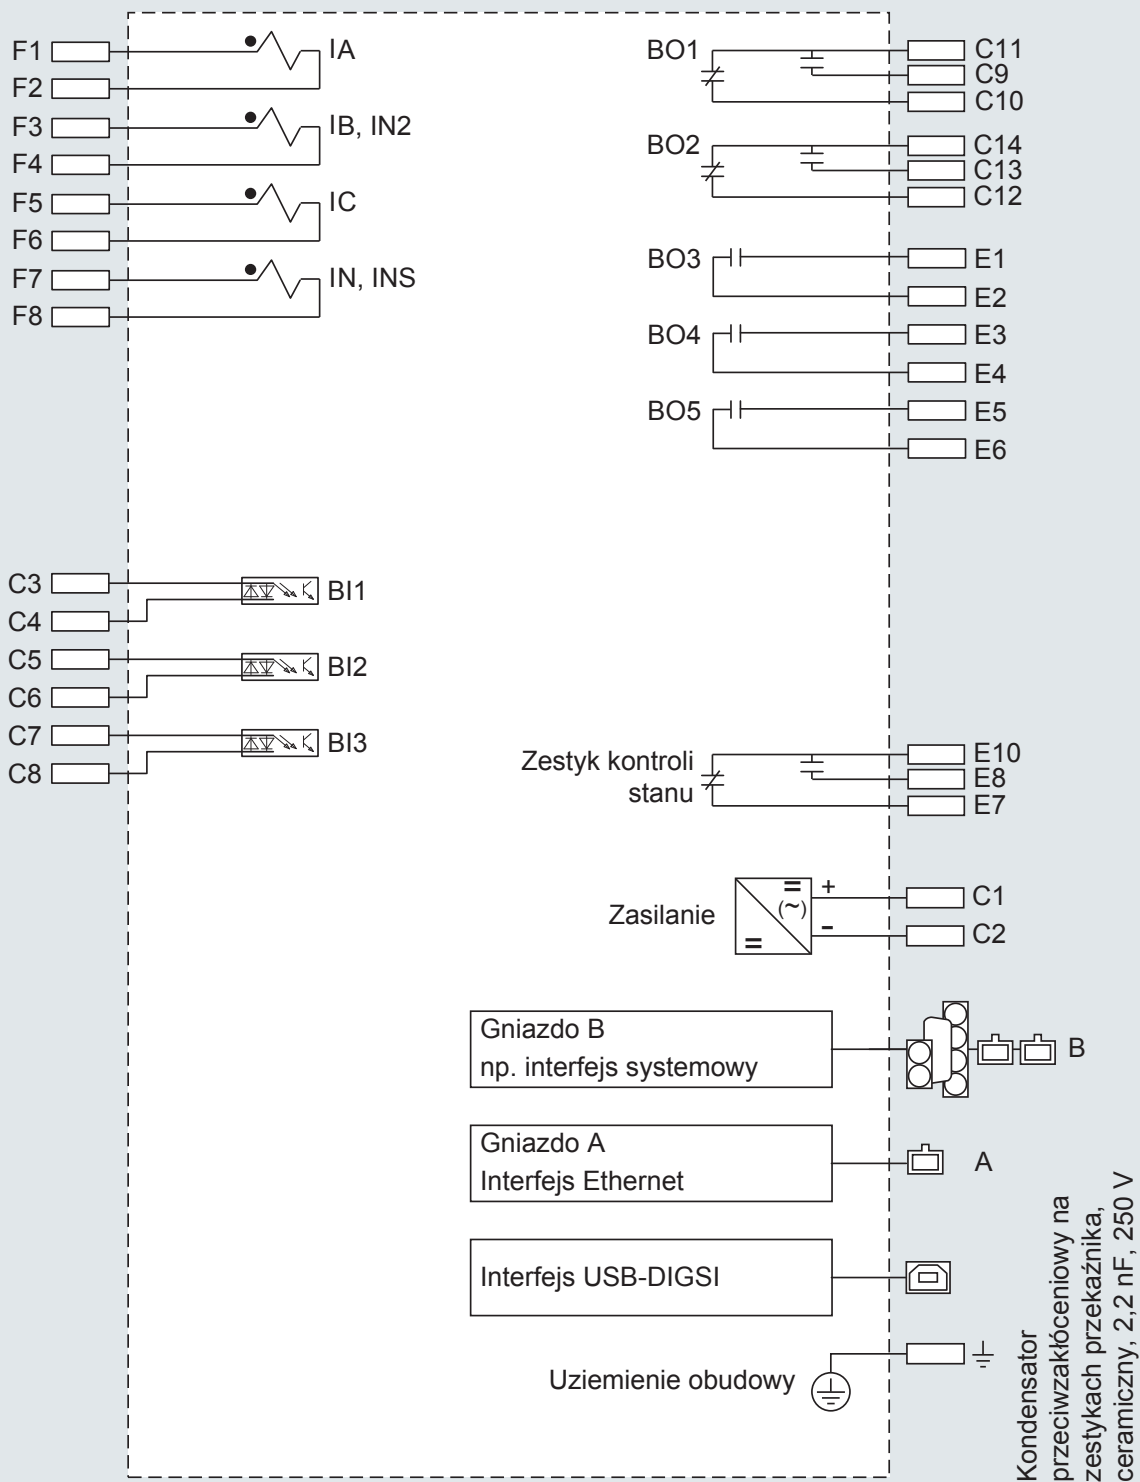 F1
F2
F3
F4
F5
F6
F7
F8
IA
IB, IN2
IC
IN, INS
BO1
C11
C9
C10
BO2
C14
C13
C12
BO3
E1
E2
BO4
E3
E4
BO5
E5
E6
C3
C4
C5
C6
C7
C8
BI1
BI2
BI3
Zestyk kontroli
stanu
E10
E8
E7
Zasilanie
=
(~)
=
+
-
C1
C2
Gniazdo B
np. interfejs systemowy
B
Gniazdo A
Interfejs Ethernet
A
Interfejs USB-DIGSI
Uziemienie obudowy
Kondensator
przeciwzakłóceniowy na
zestykach przekaźnika,
ceramiczny, 2,2 nF, 250 V